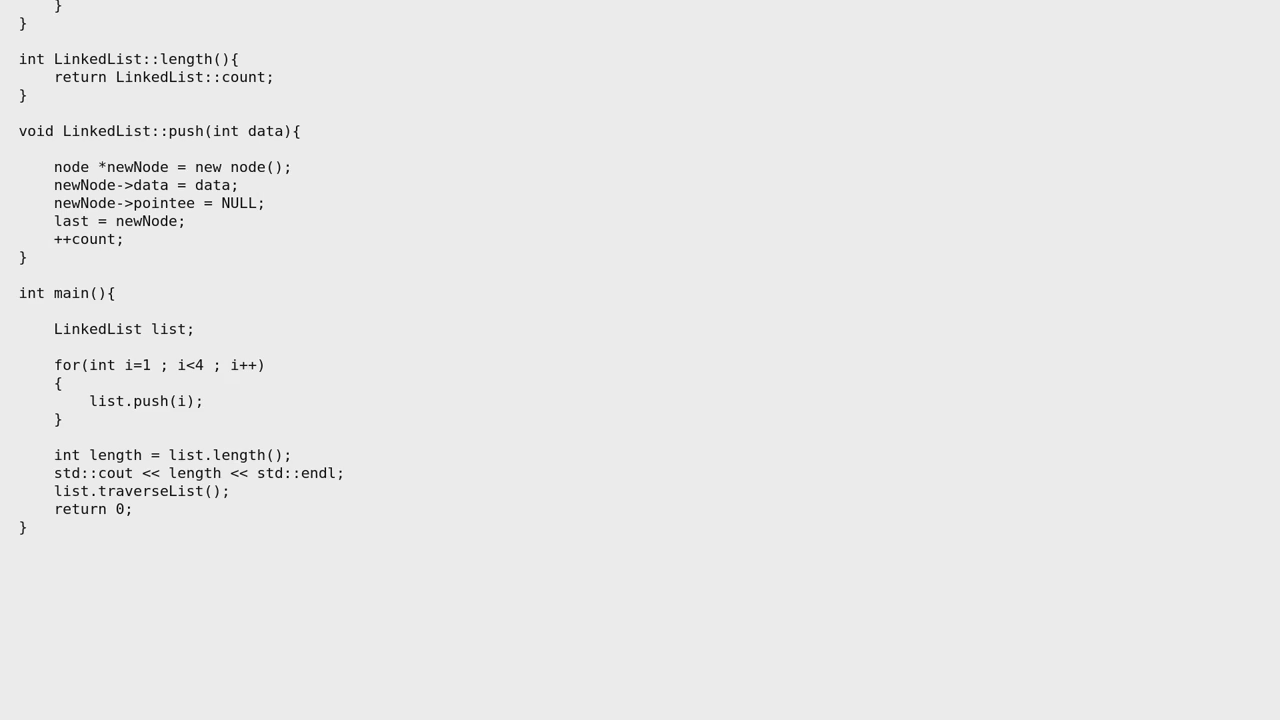 }
}

int LinkedList::length(){
    return LinkedList::count;
}

void LinkedList::push(int data){

    node *newNode = new node();
    newNode->data = data;
    newNode->pointee = NULL;
    last = newNode;
    ++count;
}

int main(){

    LinkedList list;

    for(int i=1 ; i<4 ; i++)
    {
        list.push(i);
    }

    int length = list.length();
    std::cout << length << std::endl;
    list.traverseList();
    return 0;
}